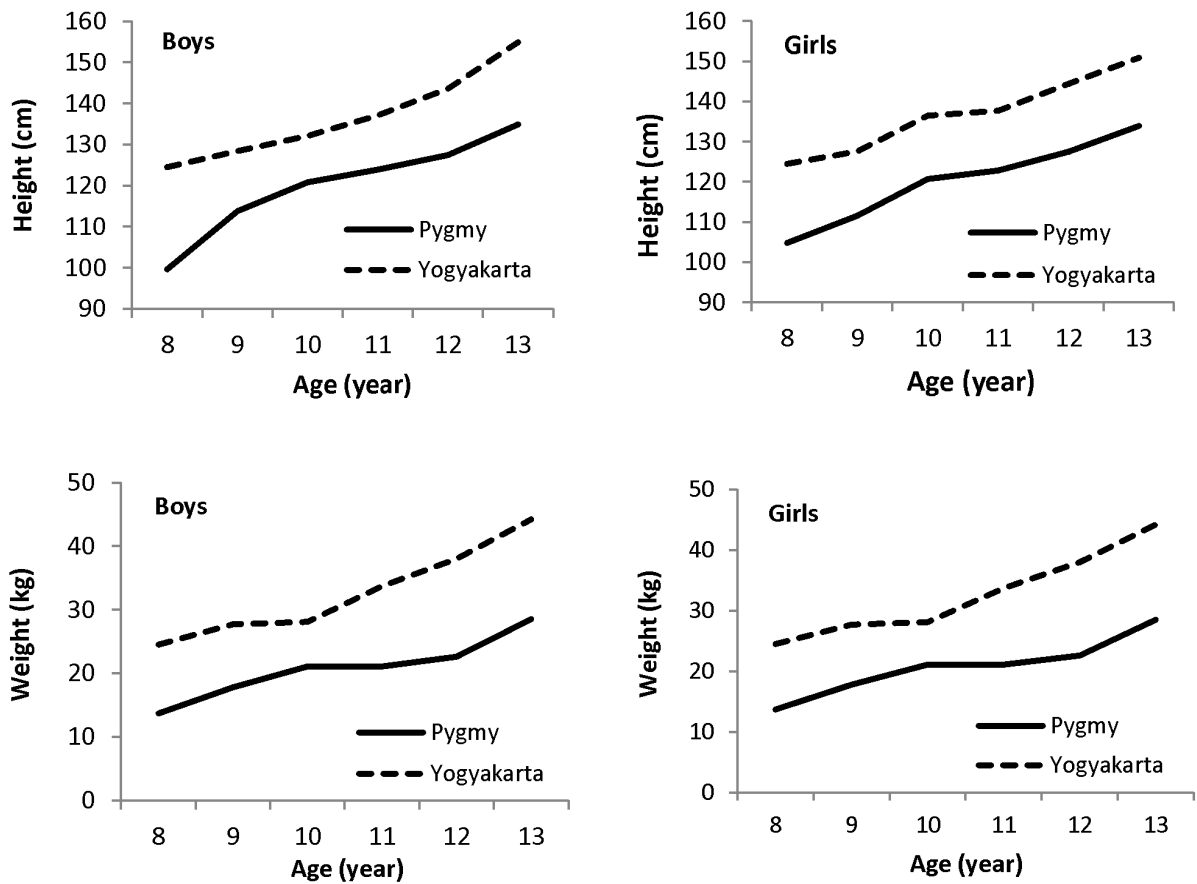 Boys
Height (cm)
160
150
140
130
120
110
100
90
Pygmy
Yogyakarta
8 9 10 11 12 13
Age (year)
Girls
Height (cm)
160
150
140
130
120
110
100
90
Pygmy
Yogyakarta
8 9 10 11 12 13
Age (year)
Boys
Weight (kg)
50
40
30
20
10
0
Pygmy
Yogyakarta
8 9 10 11 12 13
Age (year)
Girls
Weight (kg)
50
40
30
20
10
0
Pygmy
Yogyakarta
8 9 10 11 12 13
Age (year)